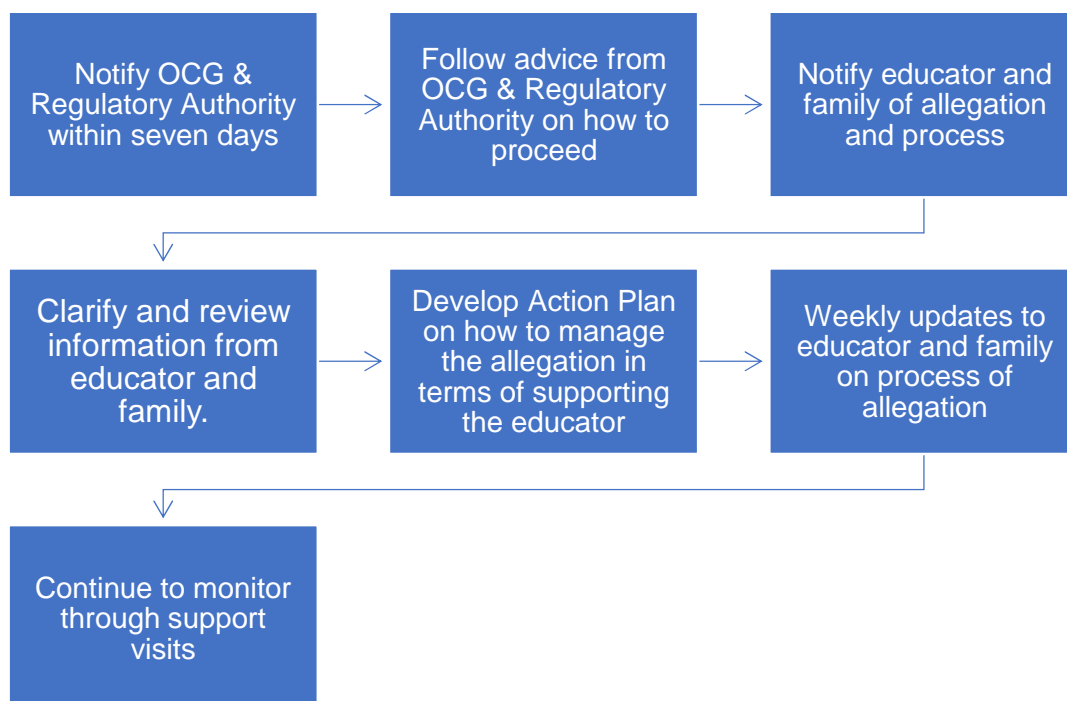 Notify OCG &
Regulatory Authority
within seven days
Follow advice from
OCG & Regulatory
Authority on how to
proceed
Notify educator and
family of allegation
and process
Clarify and review
information from
educator and
family.
Develop Action Plan
on how to manage
the allegation in
terms of supporting
the educator
Weekly updates to
educator and family
on process of
allegation
Continue to monitor
through support
visits